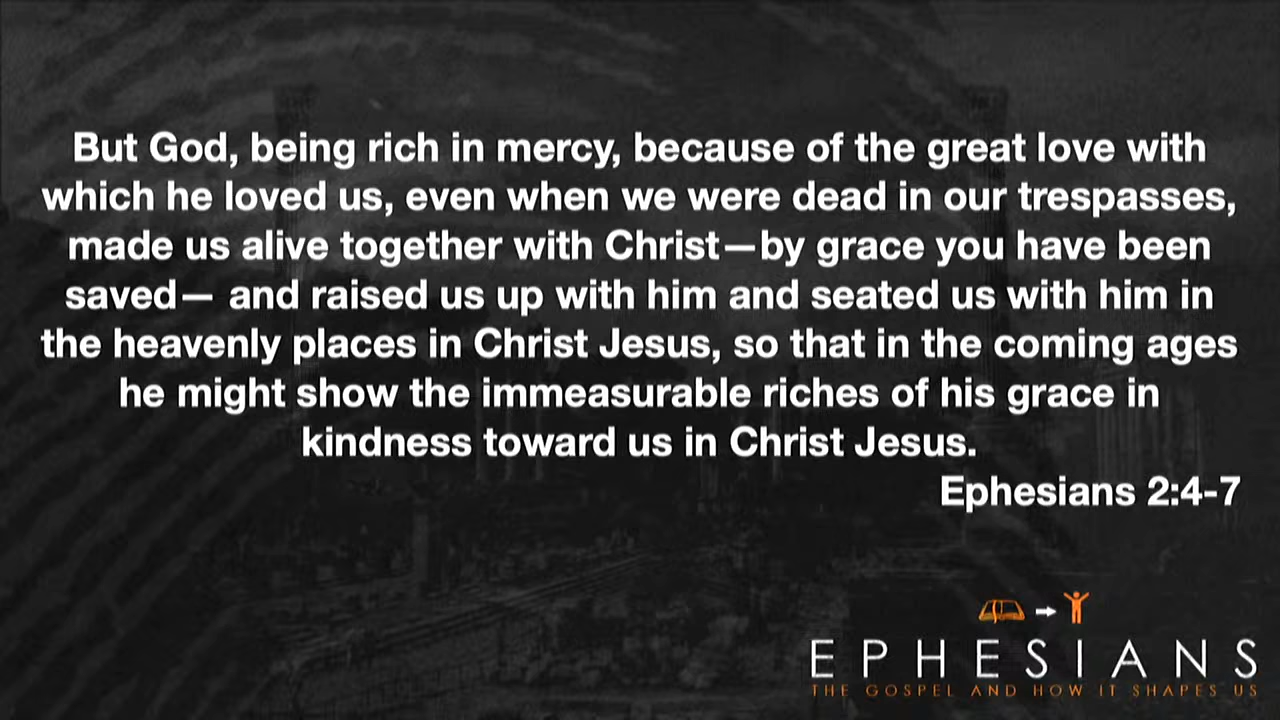 But God, being rich in mercy, because of the great love with
which he loved us, even when we were dead in our trespasses,
made us alive together with Christ—by grace you have been
saved— and raised us up with him and seated us with him in
the heavenly places in Christ Jesus, so that in the coming ages
he might show the immeasurable riches of his grace in
kindness toward us in Christ Jesus.
Ephesians 2:4-7
EPHESIANS
THE GOSPEL AND HOW IT SHAPES US